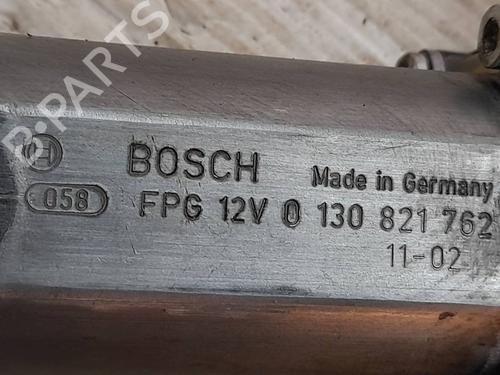 B-PARTS
BOSCH Made in Germany
058 FPG 12V 0 130 821 762
11-02